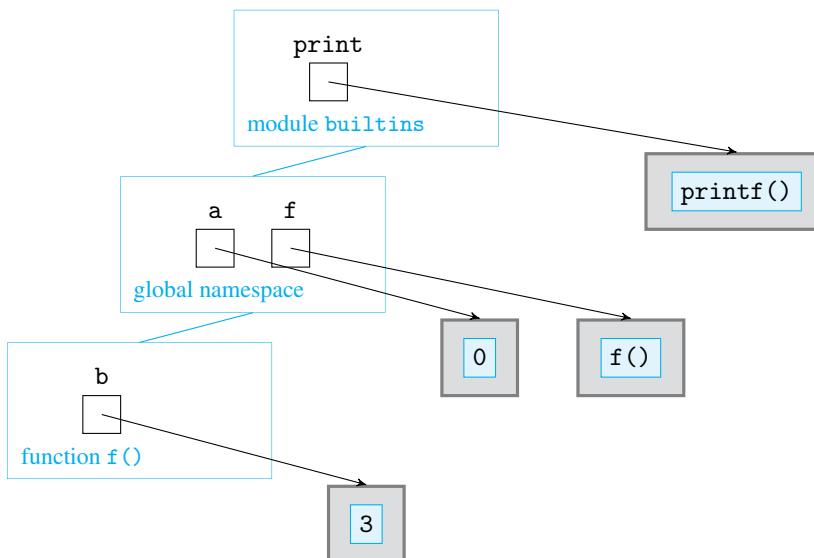 print
module builtins
printf()
a f
global namespace
0 f()
b
function f()
3